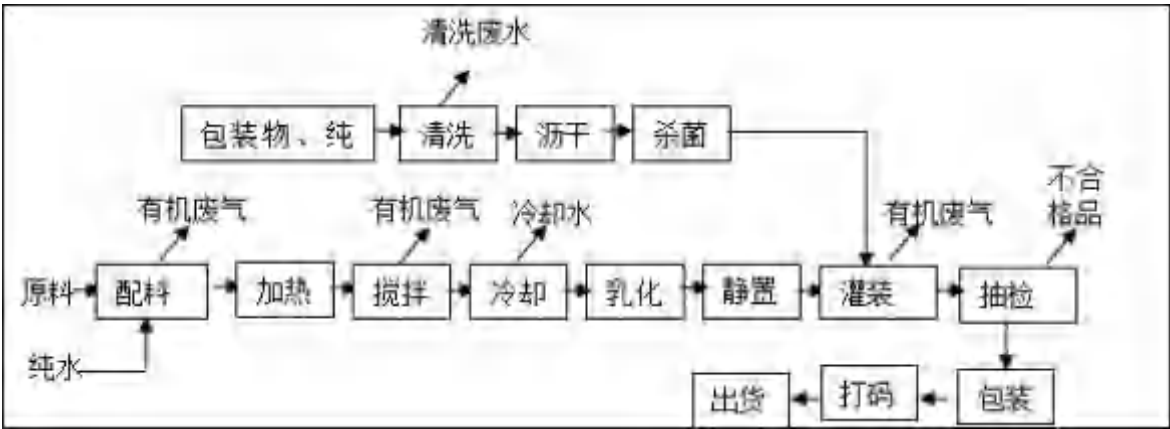 清洗废水
包装物、纯
清洗
沥干
杀菌
有机废气
有机废气
冷却水
有机废气
不合
格品
原料
配料
加热
搅拌
冷却
乳化
静置
灌装
抽检
纯水
出货
打码
包装